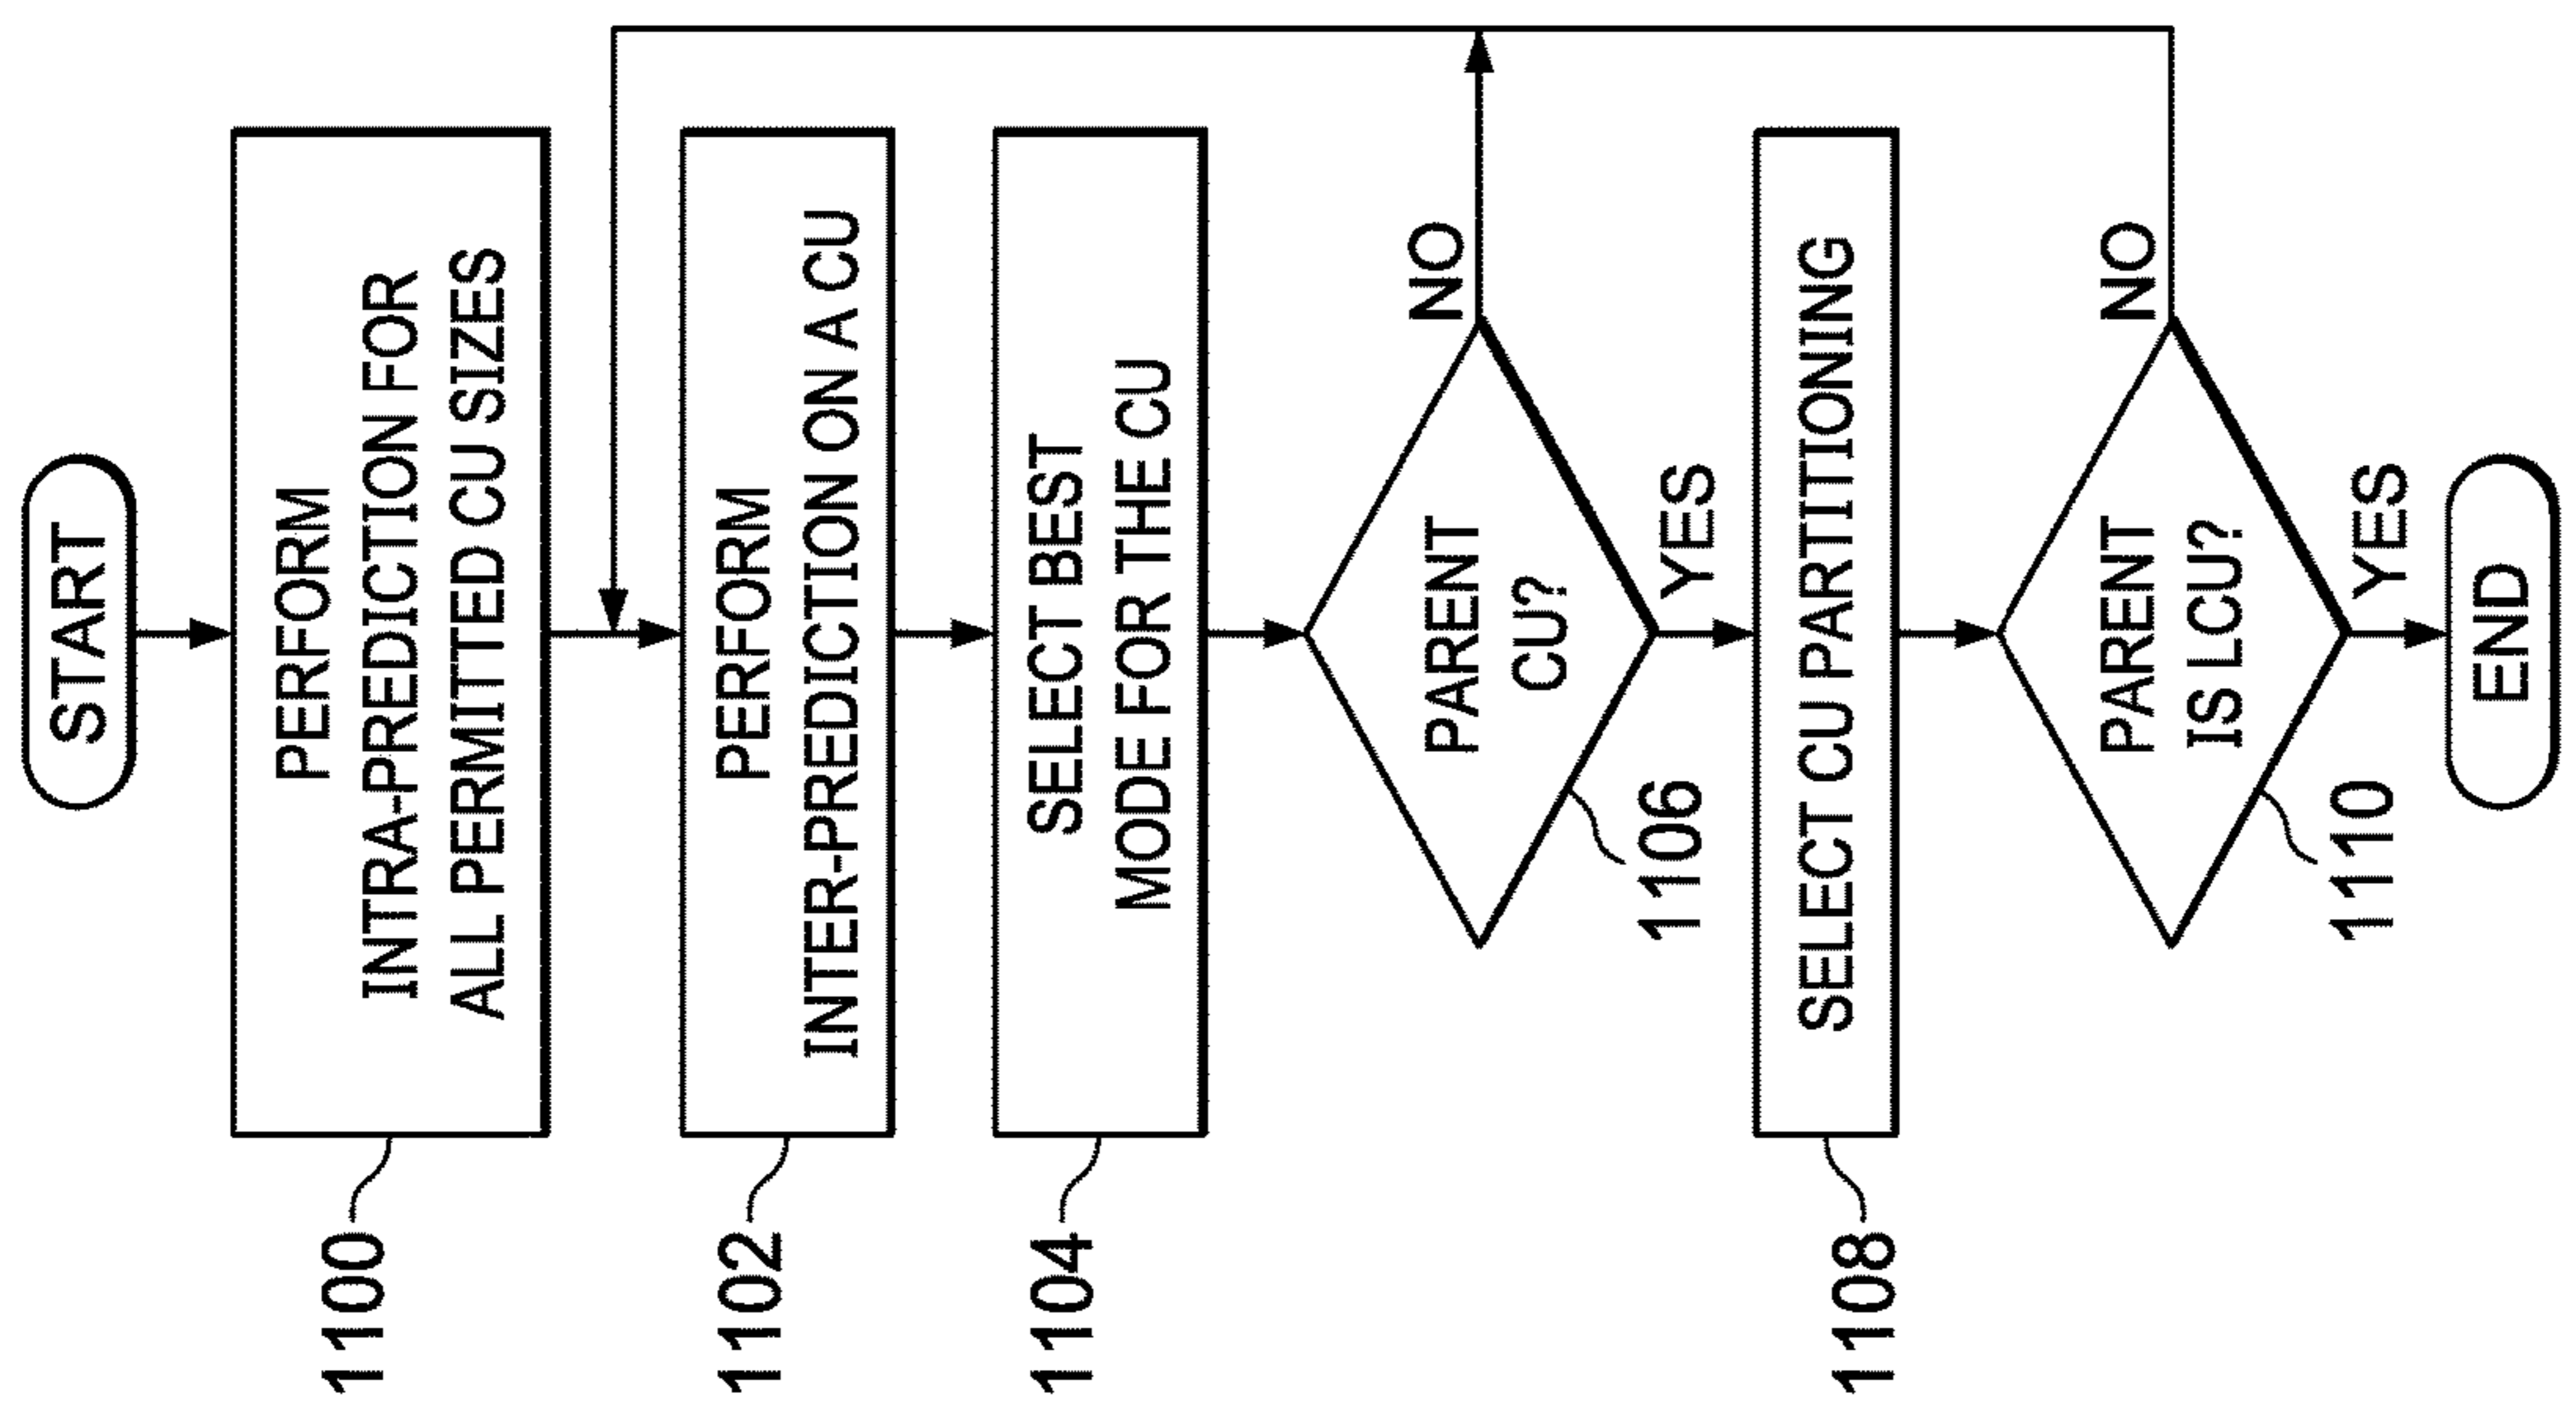 START
PERFORM
INTRA-PREDICTION FOR
ALL PERMITTED CU SIZES
1100
PERFORM
INTER-PREDICTION ON A CU
1102
SELECT BEST
MODE FOR THE CU
1104
PARENT
CU?
NO
1106
YES
SELECT CU PARTITIONING
1108
PARENT
IS LCU?
NO
1110
YES
END